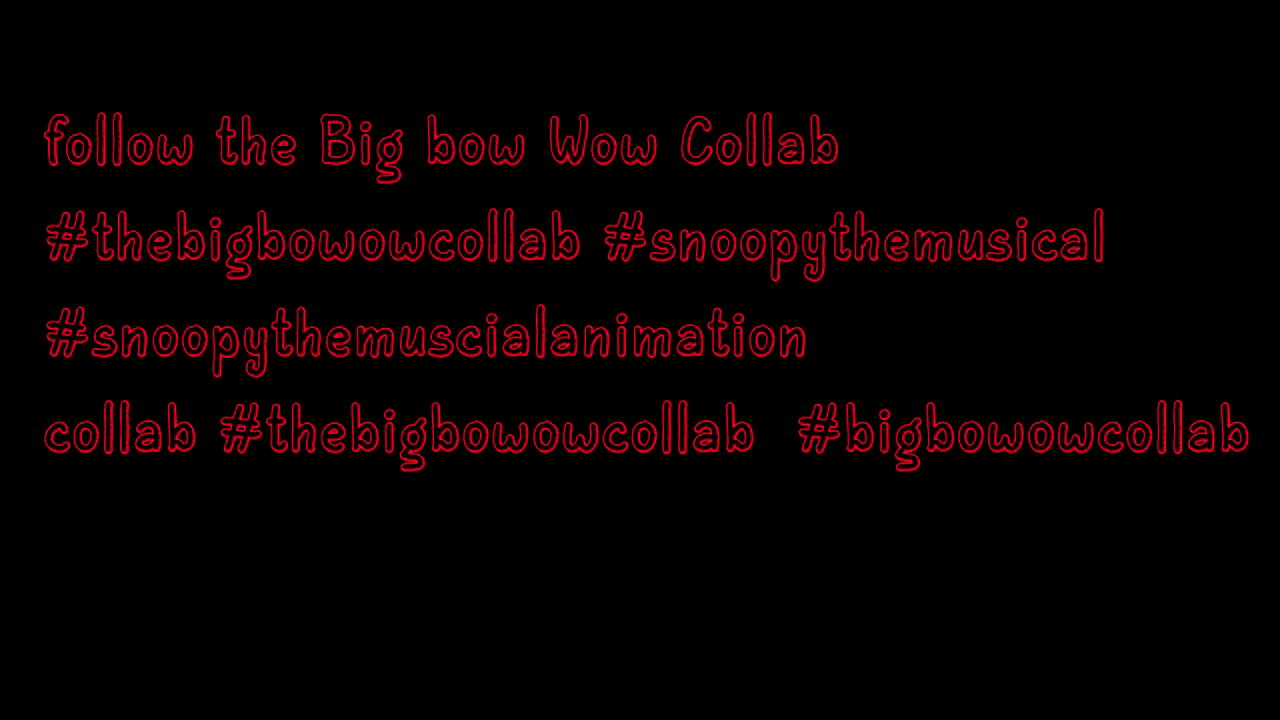 follow the Big bow Wow Collab
#thebigbowowcollab #snoopythemusical
#snoopythemuscialanimation
collab #thebigbowowcollab #bigbowowcollab